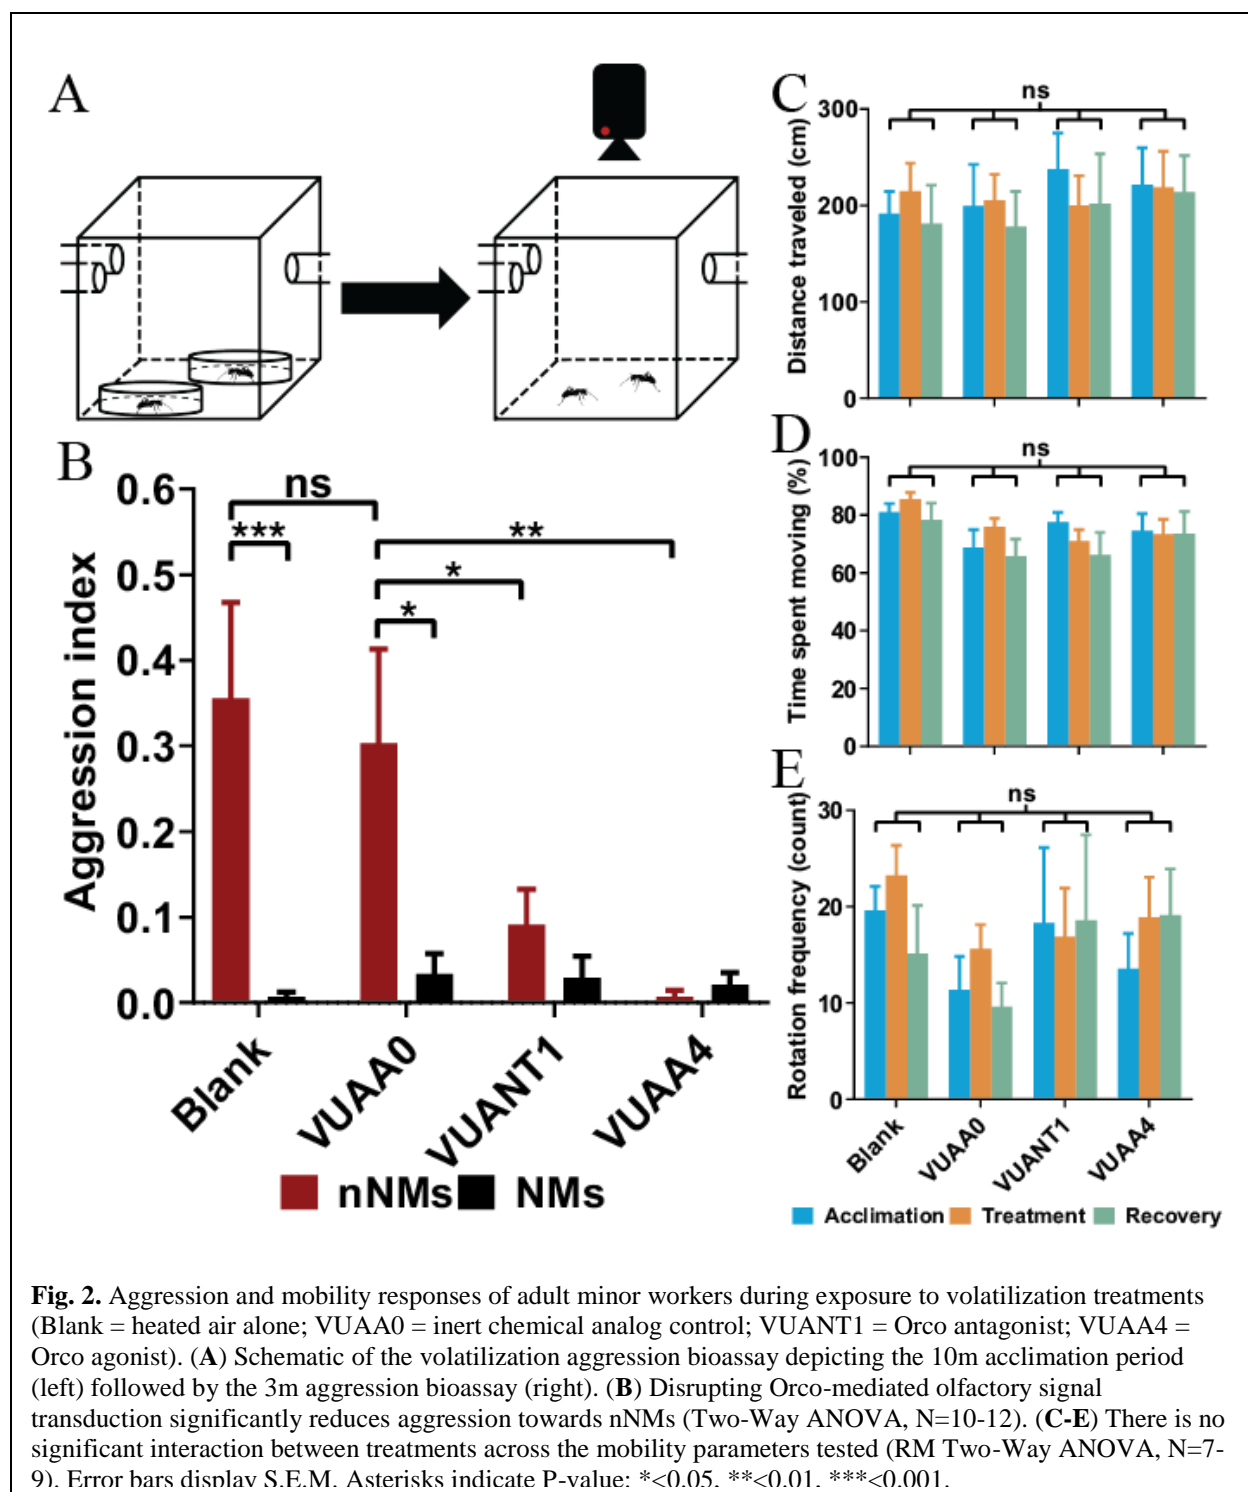 A
B
0.6
0.5
0.4
0.3
0.2
0.1
0.0
Aggression index
ns
***
**
*
*
Blank
VUAA0
VUANT1
VUAA4
nNMs
NMs
C
300
200
100
0
Distance traveled (cm)
ns
D
100
80
60
40
20
0
Time spent moving (%)
ns
E
30
20
10
0
Rotation frequency (count)
ns
Blank
VUAA0
VUANT1
VUAA4
Acclimation
Treatment
Recovery
Fig. 2. Aggression and mobility responses of adult minor workers during exposure to volatilization treatments
(Blank = heated air alone; VUAA0 = inert chemical analog control; VUANT1 = Orco antagonist; VUAA4 =
Orco agonist). (A) Schematic of the volatilization aggression bioassay depicting the 10m acclimation period
(left) followed by the 3m aggression bioassay (right). (B) Disrupting Orco-mediated olfactory signal
transduction significantly reduces aggression towards nNMs (Two-Way ANOVA, N=10-12). (C-E) There is no
significant interaction between treatments across the mobility parameters tested (RM Two-Way ANOVA, N=7-
9). Error bars display S.E.M. Asterisks indicate P-value: *<0.05, **<0.01, ***<0.001.